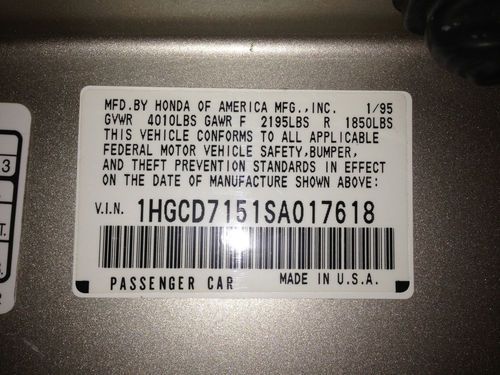 MFD.BY HONDA OF AMERICA MFG.,INC. 1/95
GVWR 4010LBS GAWR F 2195LBS R 1850LBS
THIS VEHICLE CONFORMS TO ALL APPLICABLE
FEDERAL MOTOR VEHICLE SAFETY,BUMPER,
AND THEFT PREVENTION STANDARDS IN EFFECT
ON THE DATE OF MANUFACTURE SHOWN ABOVE:
V.I.N. 1HGCD7151SA017618
PASSENGER CAR MADE IN U.S.A.
3
T.